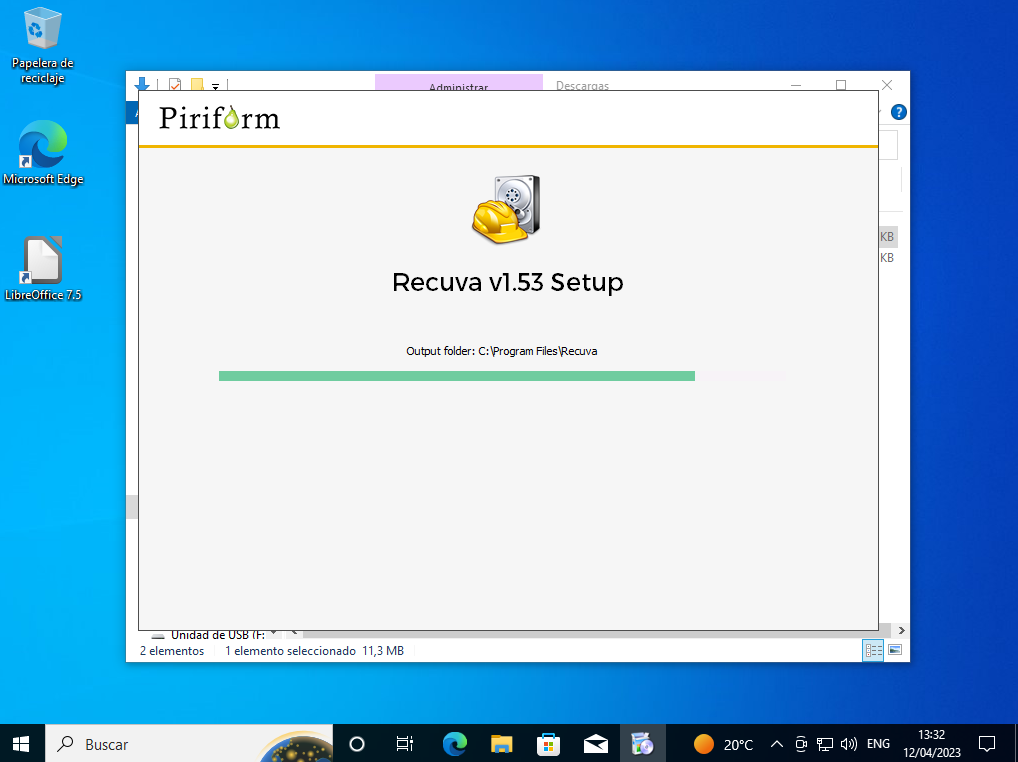 Papelera de
reciclaje
Microsoft Edge
LibreOffice 7.5
Administrar
Descargas
Piriform
Recuva v1.53 Setup
Output folder: C:\Program Files\Recuva
KB
KB
Unidad de USB (F:
2 elementos
1 elemento seleccionado 11,3 MB
Buscar
20°C
ENG
13:32
12/04/2023